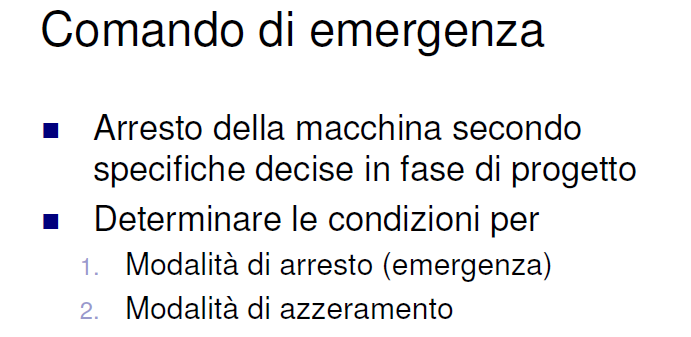 Comando di emergenza
Arresto della macchina secondo
specifiche decise in fase di progetto
Determinare le condizioni per
1. Modalità di arresto (emergenza)
2. Modalità di azzeramento